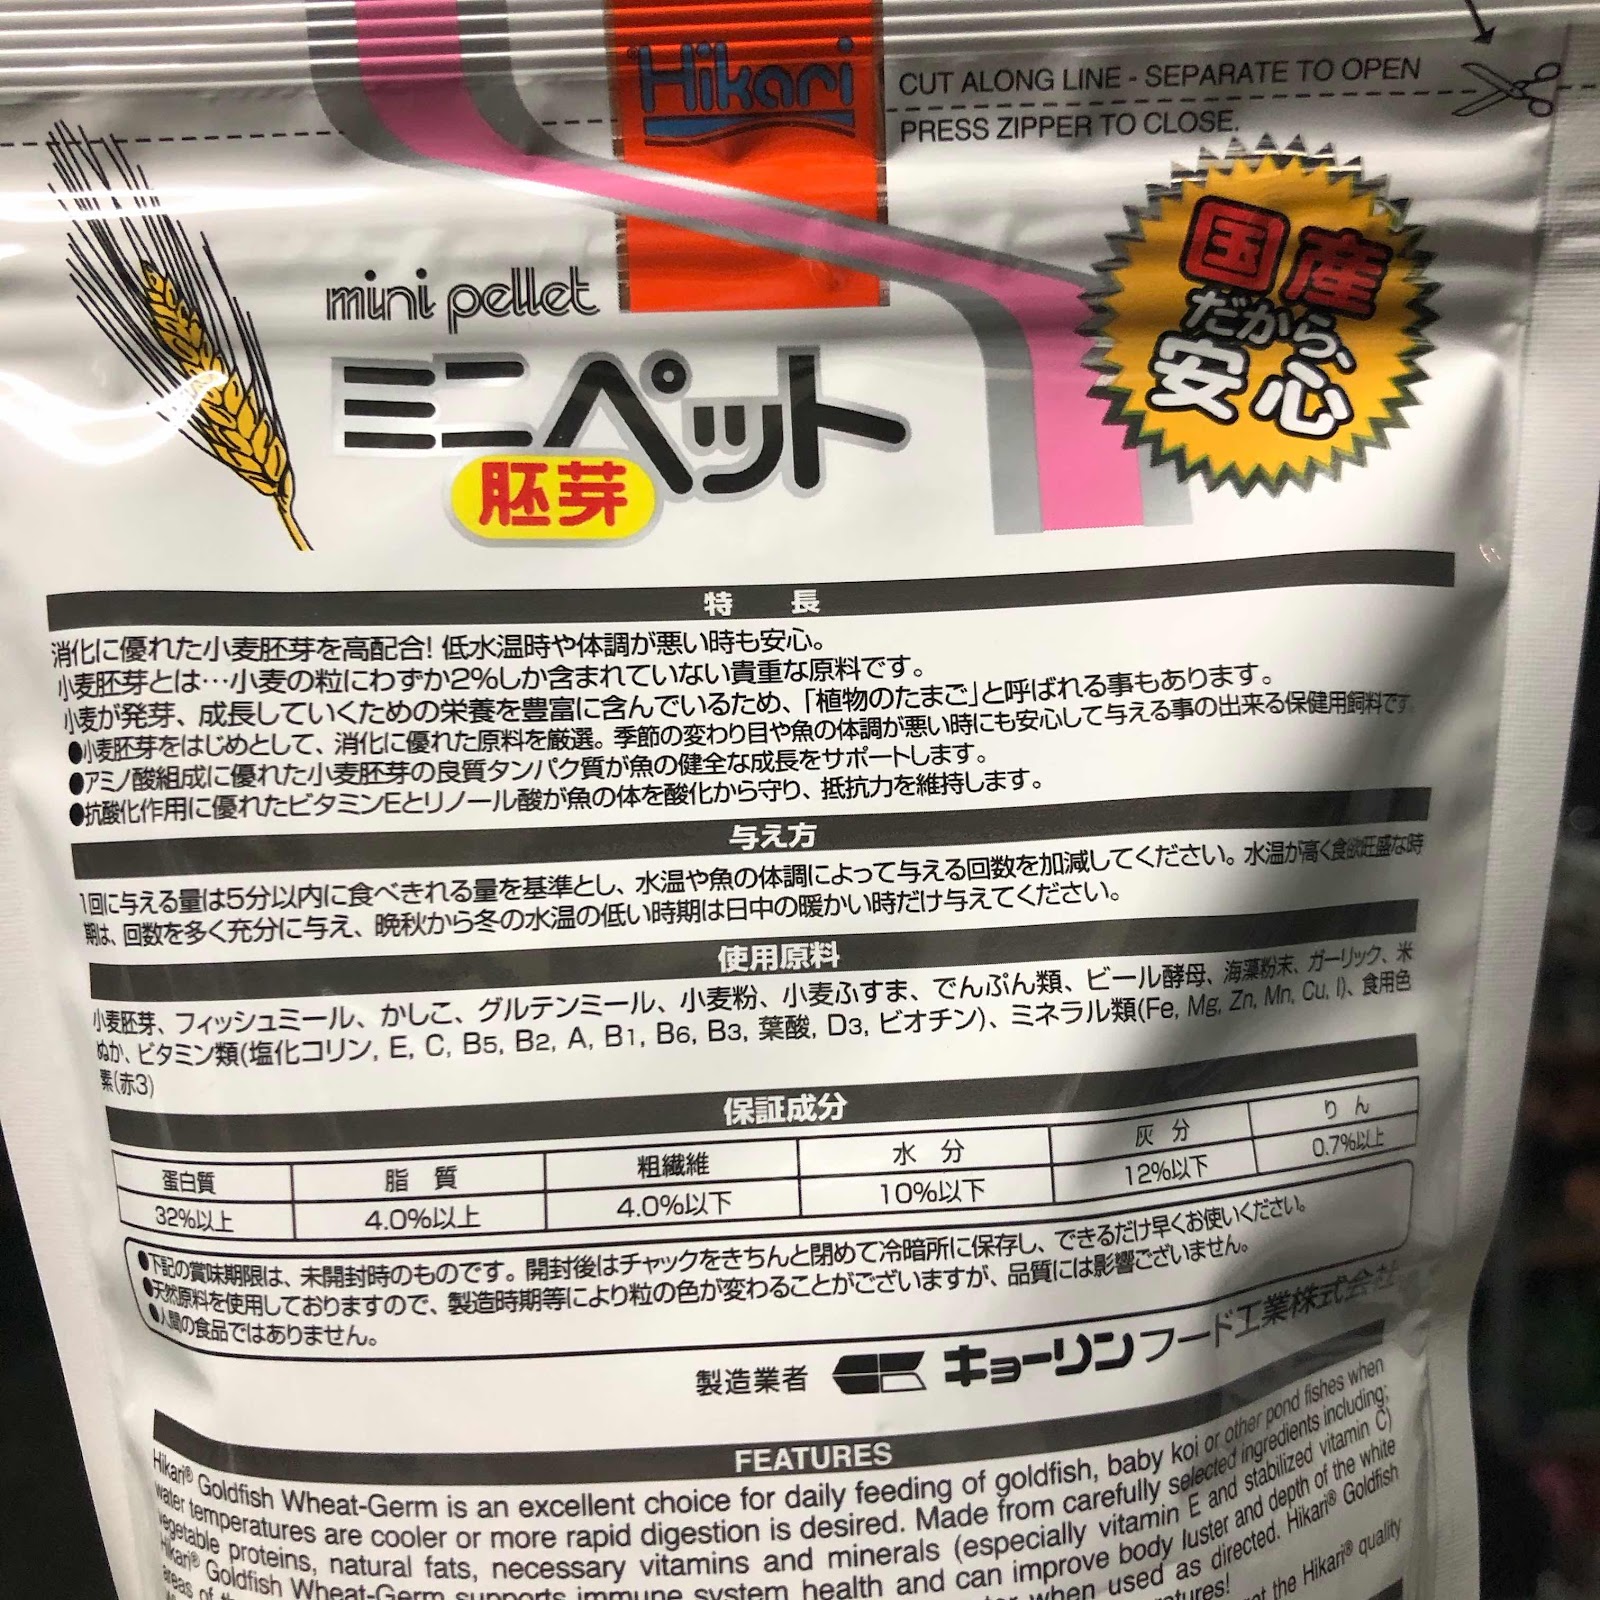 Hikari
CUT ALONG LINE - SEPARATE TO OPEN
PRESS ZIPPER TO CLOSE.
国産
だから、
安心
mini pellet
ミニペット
胚芽
特 長
消化に優れた小麦胚芽を高配合! 低水温時や体調が悪い時も安心。
小麦胚芽とは…小麦の粒にわずか2%しか含まれていない貴重な原料です。
小麦が発芽、成長していくための栄養を豊富に含んでいるため、「植物のたまご」と呼ばれる事もあります。
●小麦胚芽をはじめとして、消化に優れた原料を厳選。季節の変わり目や魚の体調が悪い時にも安心して与える事の出来る保健用飼料です。
●アミノ酸組成に優れた小麦胚芽の良質タンパク質が魚の健全な成長をサポートします。
●抗酸化作用に優れたビタミンEとリノール酸が魚の体を酸化から守り、抵抗力を維持します。
与え方
1回に与える量は5分以内に食べきれる量を基準とし、水温や魚の体調によって与える回数を加減してください。水温が高く食欲旺盛な時
期は、回数を多く充分に与え、晩秋から冬の水温の低い時期は日中の暖かい時だけ与えてください。
使用原料
小麦胚芽、フィッシュミール、かしこ、グルテンミール、小麦粉、小麦ふすま、でんぷん類、ビール酵母、海藻粉末、ガーリック、米
ぬか、ビタミン類(塩化コリン, E, C, B5, B2, A, B1, B6, B3, 葉酸, D3, ビオチン)、ミネラル類(Fe, Mg, Zn, Mn, Cu, I)、食用色
素(赤3)
保証成分
蛋白質 脂 質 粗繊維 水 分 灰 分 り ん
32%以上 4.0%以上 4.0%以下 10%以下 12%以下 0.7%以上
●下記の賞味期限は、未開封時のものです。開封後はチャックをきちんと閉めて冷暗所に保存し、できるだけ早くお使いください。
●天然原料を使用しておりますので、製造時期等により粒の色が変わることがございますが、品質には影響ございません。
●人間の食品ではありません。
製造業者 キョーリンフード工業株式会社
FEATURES
Hikari® Goldfish Wheat-Germ is an excellent choice for daily feeding of goldfish, baby koi or other pond fishes when
water temperatures are cooler or more rapid digestion is desired. Made from carefully selected ingredients including;
vegetable proteins, natural fats, necessary vitamins and minerals (especially vitamin E and stabilized vitamin C)
Hikari® Goldfish Wheat-Germ supports immune system health and can improve body luster and depth of the white
areas of when used as directed. Hikari® Goldfish
the Hikari® quality